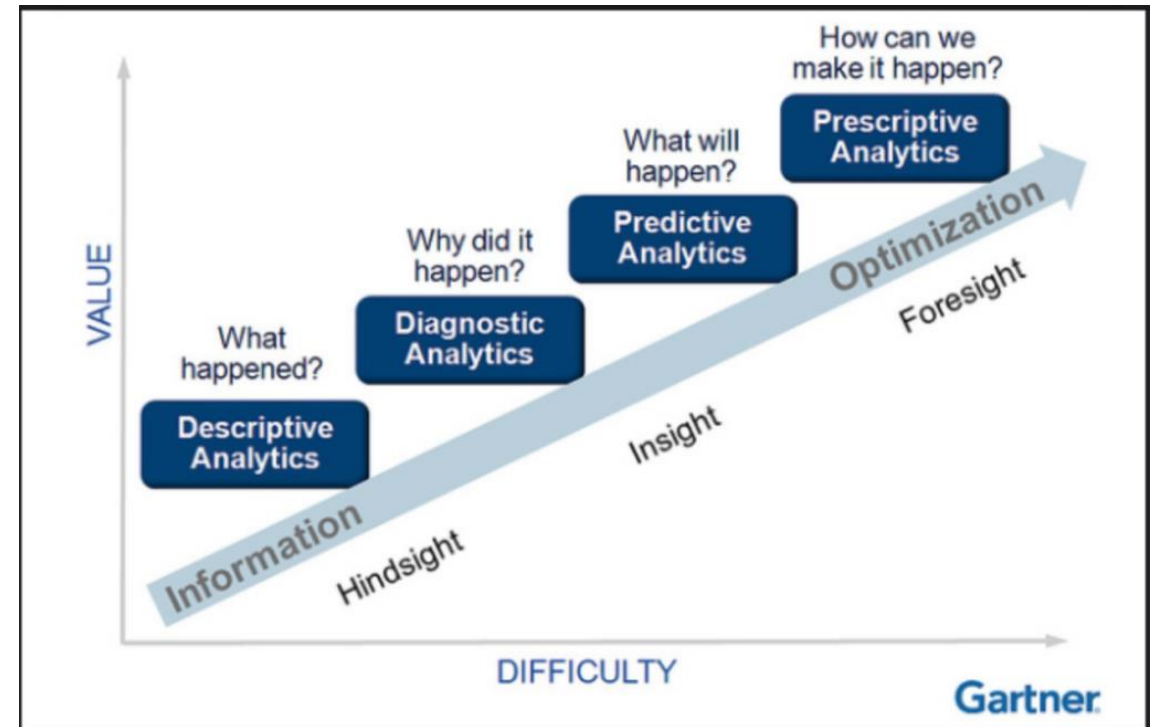 How can we
make it happen?
Prescriptive
Analytics
What will
happen?
Predictive
Analytics
Why did it
happen?
Diagnostic
Analytics
What
happened?
Descriptive
Analytics
Information
Optimization
Hindsight
Insight
Foresight
VALUE
DIFFICULTY
Gartner